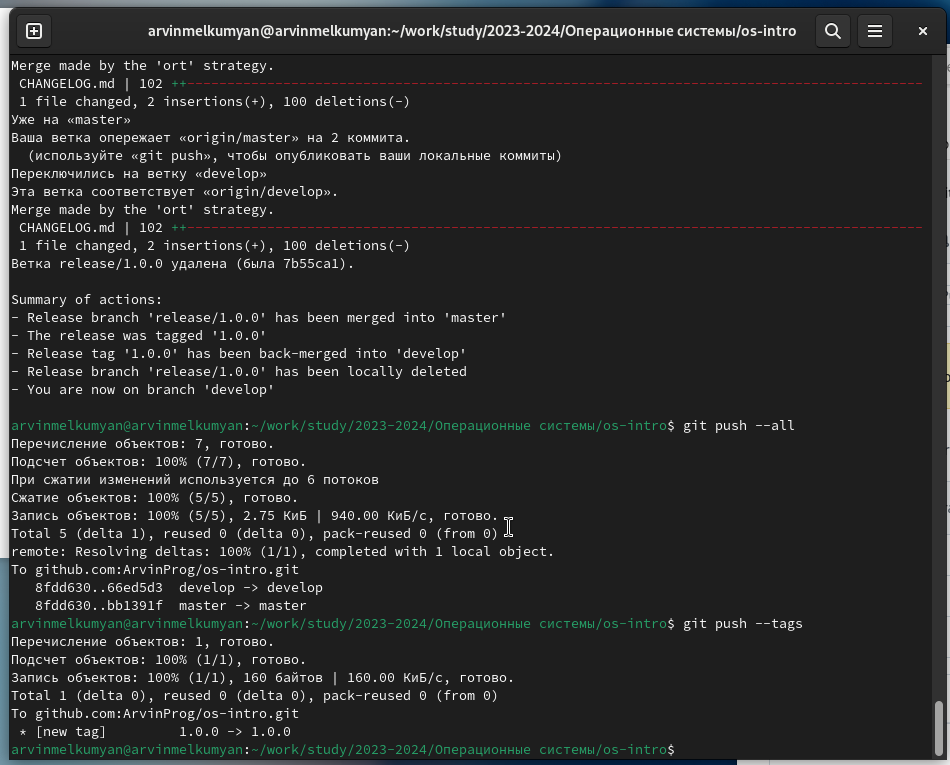 arvinmelkumyan@arvinmelkumyan:~/work/study/2023-2024/Операционные системы/os-intro
Merge made by the 'ort' strategy.
 CHANGELOG.md | 102 ++----------------------------------------------------------------------------------------------------
 1 file changed, 2 insertions(+), 100 deletions(-)
Уже на «master»
Ваша ветка опережает «origin/master» на 2 коммита.
  (используйте «git push», чтобы опубликовать ваши локальные коммиты)
Переключились на ветку «develop»
Эта ветка соответствует «origin/develop».
Merge made by the 'ort' strategy.
 CHANGELOG.md | 102 ++----------------------------------------------------------------------------------------------------
 1 file changed, 2 insertions(+), 100 deletions(-)
Ветка release/1.0.0 удалена (была 7b55ca1).

Summary of actions:
- Release branch 'release/1.0.0' has been merged into 'master'
- The release was tagged '1.0.0'
- Release tag '1.0.0' has been back-merged into 'develop'
- Release branch 'release/1.0.0' has been locally deleted
- You are now on branch 'develop'

arvinmelkumyan@arvinmelkumyan:~/work/study/2023-2024/Операционные системы/os-intro$ git push --all
Перечисление объектов: 7, готово.
Подсчет объектов: 100% (7/7), готово.
При сжатии изменений используется до 6 потоков
Сжатие объектов: 100% (5/5), готово.
Запись объектов: 100% (5/5), 2.75 КиБ | 940.00 КиБ/с, готово.
Total 5 (delta 1), reused 0 (delta 0), pack-reused 0 (from 0)
remote: Resolving deltas: 100% (1/1), completed with 1 local object.
To github.com:ArvinProg/os-intro.git
   8fdd630..66ed5d3  develop -> develop
   8fdd630..bb1391f  master -> master
arvinmelkumyan@arvinmelkumyan:~/work/study/2023-2024/Операционные системы/os-intro$ git push --tags
Перечисление объектов: 1, готово.
Подсчет объектов: 100% (1/1), готово.
Запись объектов: 100% (1/1), 160 байтов | 160.00 КиБ/с, готово.
Total 1 (delta 0), reused 0 (delta 0), pack-reused 0 (from 0)
To github.com:ArvinProg/os-intro.git
 * [new tag]         1.0.0 -> 1.0.0
arvinmelkumyan@arvinmelkumyan:~/work/study/2023-2024/Операционные системы/os-intro$